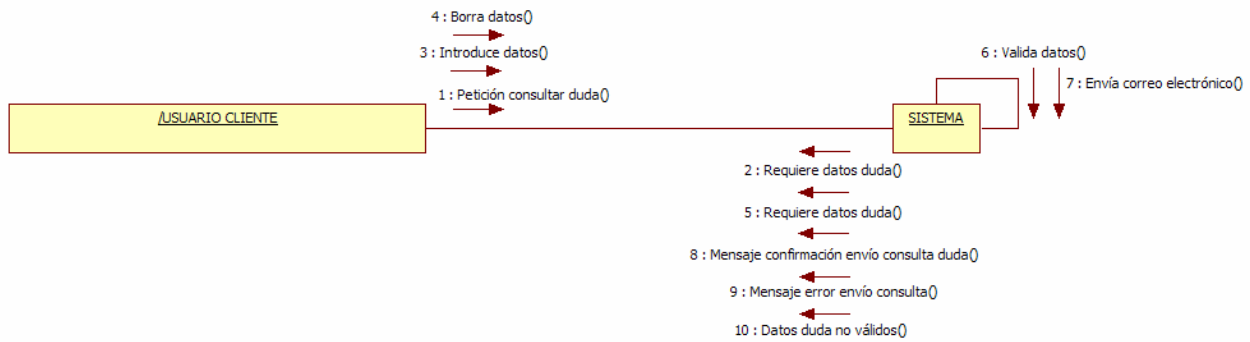 4 : Borra datos()
3 : Introduce datos()
6 : Valida datos()
7 : Envía correo electrónico()
1 : Petición consultar duda()
/USUARIO CLIENTE
SISTEMA
2 : Requiere datos duda()
5 : Requiere datos duda()
8 : Mensaje confirmación envío consulta duda()
9 : Mensaje error envío consulta()
10 : Datos duda no válidos()